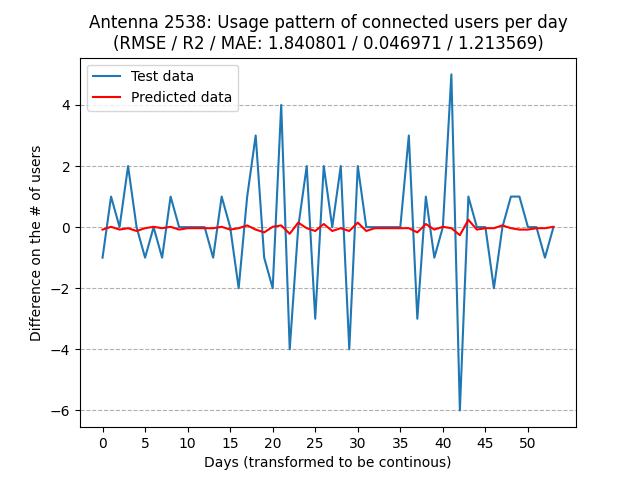 Antenna 2538: Usage pattern of connected users per day
(RMSE / R2 / MAE: 1.840801 / 0.046971 / 1.213569)
Test data
Predicted data
4
2
0
−2
−4
−6
Difference on the # of users
0 5 10 15 20 25 30 35 40 45 50
Days (transformed to be continous)